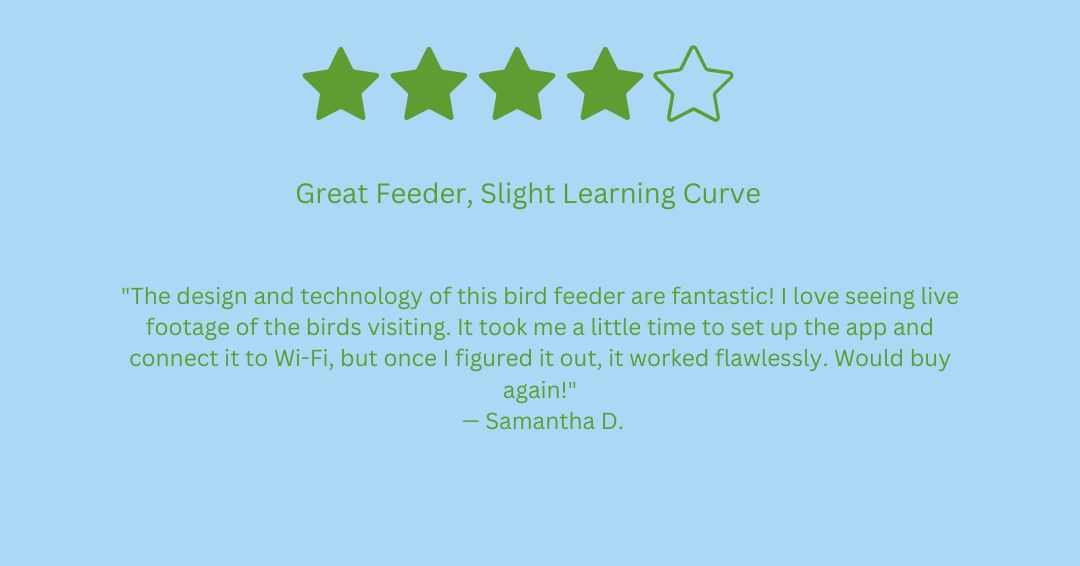 Great Feeder, Slight Learning Curve
"The design and technology of this bird feeder are fantastic! I love seeing live
footage of the birds visiting. It took me a little time to set up the app and
connect it to Wi-Fi, but once I figured it out, it worked flawlessly. Would buy
again!"
— Samantha D.